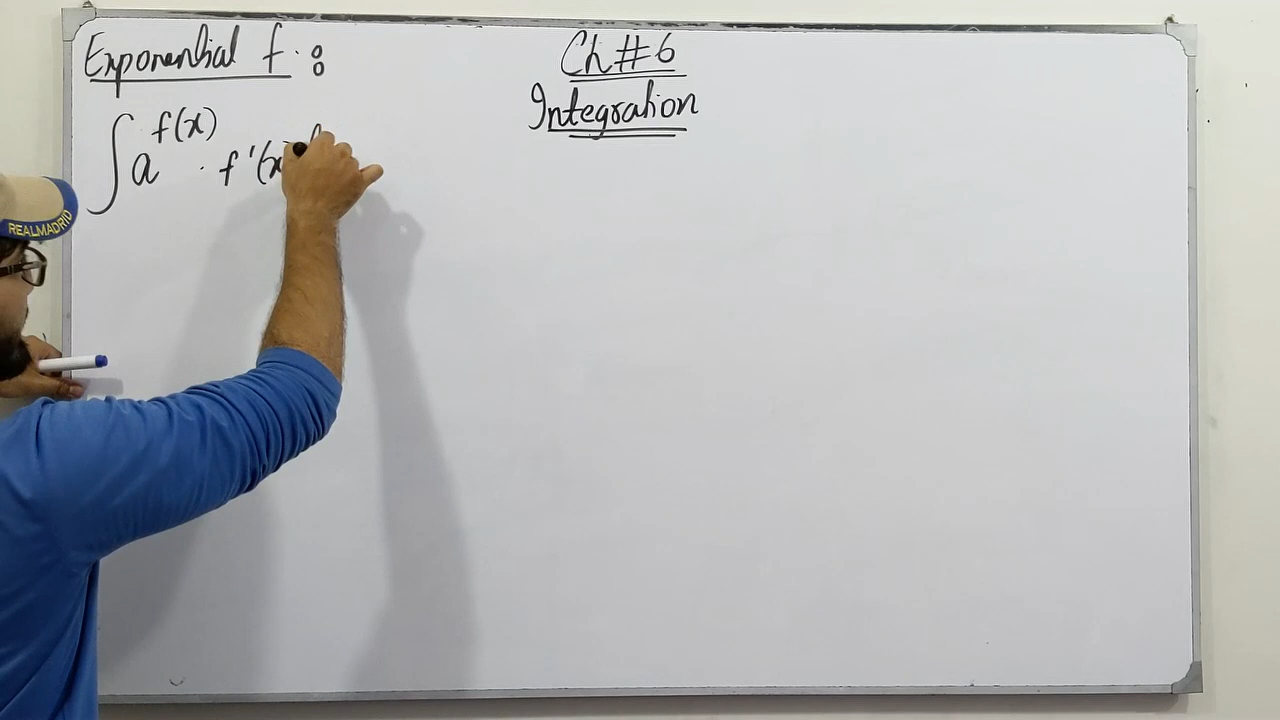 Exponential f. :
Ch#6
Integration
∫ a^f(x) · f'(x)
REALMADRID